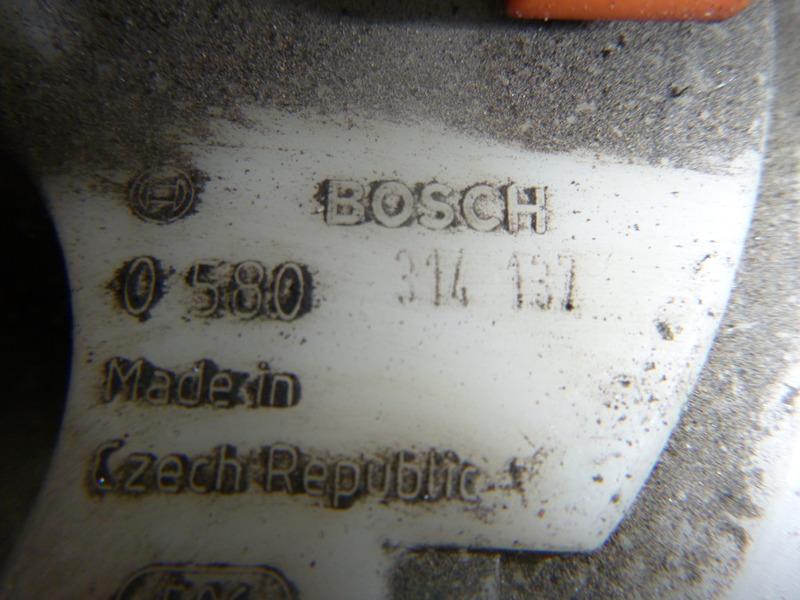 BOSCH
0 580 314 137
Made in
Czech Republic